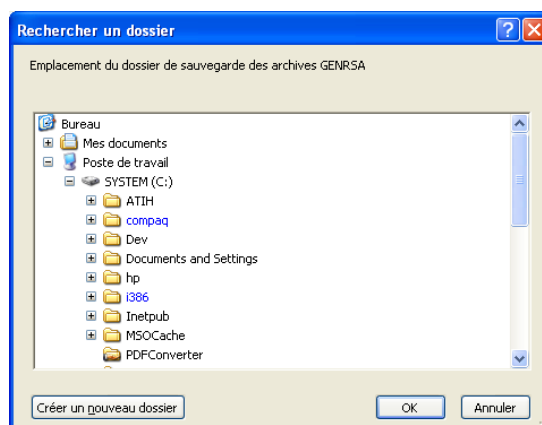 Rechercher un dossier
Emplacement du dossier de sauvegarde des archives GENRSA
Bureau
Mes documents
Poste de travail
SYSTEM (C:)
ATIH
compaq
Dev
Documents and Settings
hp
i386
Inetpub
MSOCache
PDFConverter
Créer un nouveau dossier
OK
Annuler